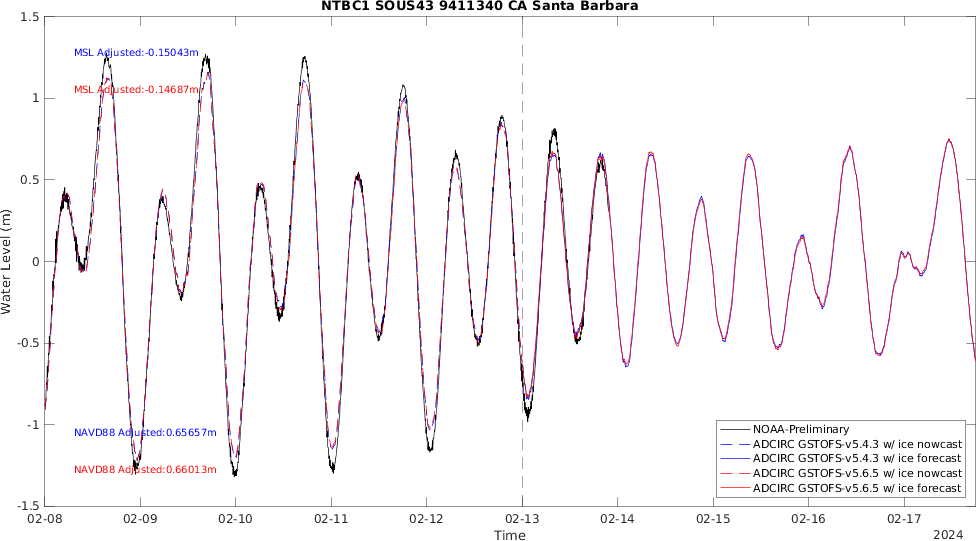 NTBC1 SOUS43 9411340 CA Santa Barbara
1.5
1
0.5
0
-0.5
-1
-1.5
Water Level (m)
MSL Adjusted:-0.15043m
MSL Adjusted:-0.14687m
NAVD88 Adjusted:0.65657m
NAVD88 Adjusted:0.66013m
NOAA-Preliminary
ADCIRC GSTOFS-v5.4.3 w/ ice nowcast
ADCIRC GSTOFS-v5.4.3 w/ ice forecast
ADCIRC GSTOFS-v5.6.5 w/ ice nowcast
ADCIRC GSTOFS-v5.6.5 w/ ice forecast
02-08 02-09 02-10 02-11 02-12 02-13 02-14 02-15 02-16 02-17
Time
2024